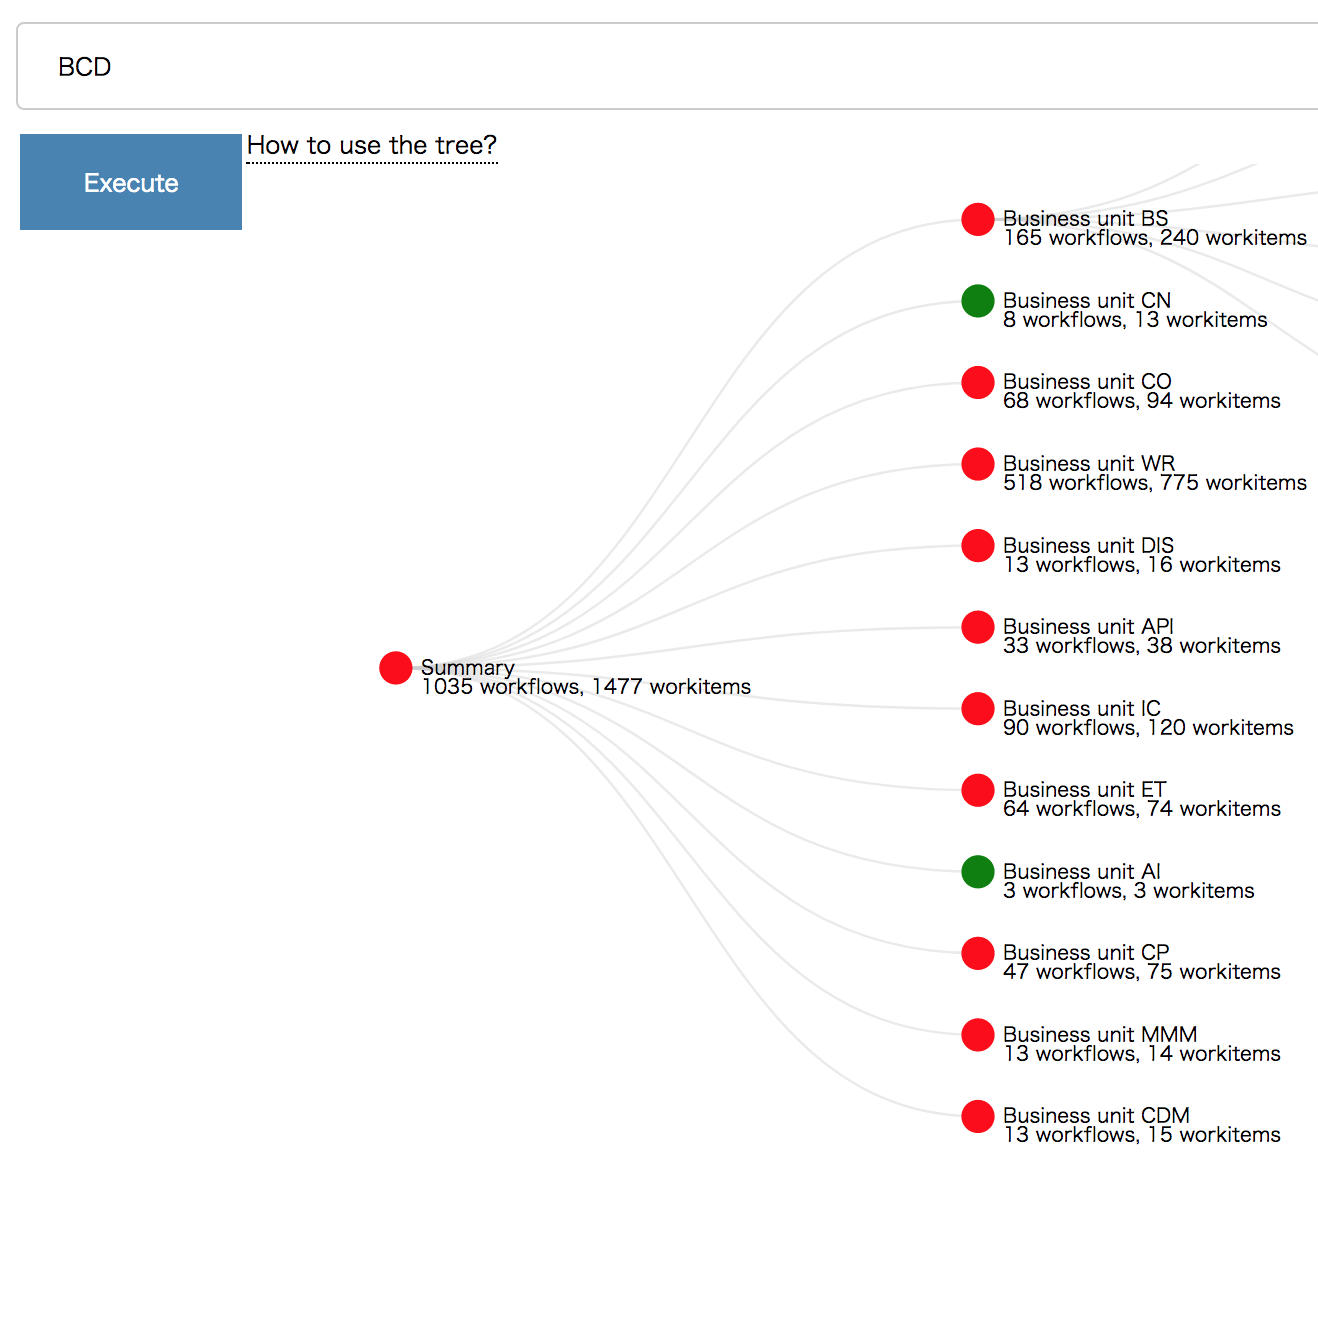 BCD
Execute
How to use the tree?
Business unit BS
165 workflows, 240 workitems
Business unit CN
8 workflows, 13 workitems
Business unit CO
68 workflows, 94 workitems
Business unit WR
518 workflows, 775 workitems
Business unit DIS
13 workflows, 16 workitems
Business unit API
33 workflows, 38 workitems
Summary
1035 workflows, 1477 workitems
Business unit IC
90 workflows, 120 workitems
Business unit ET
64 workflows, 74 workitems
Business unit AI
3 workflows, 3 workitems
Business unit CP
47 workflows, 75 workitems
Business unit MMM
13 workflows, 14 workitems
Business unit CDM
13 workflows, 15 workitems